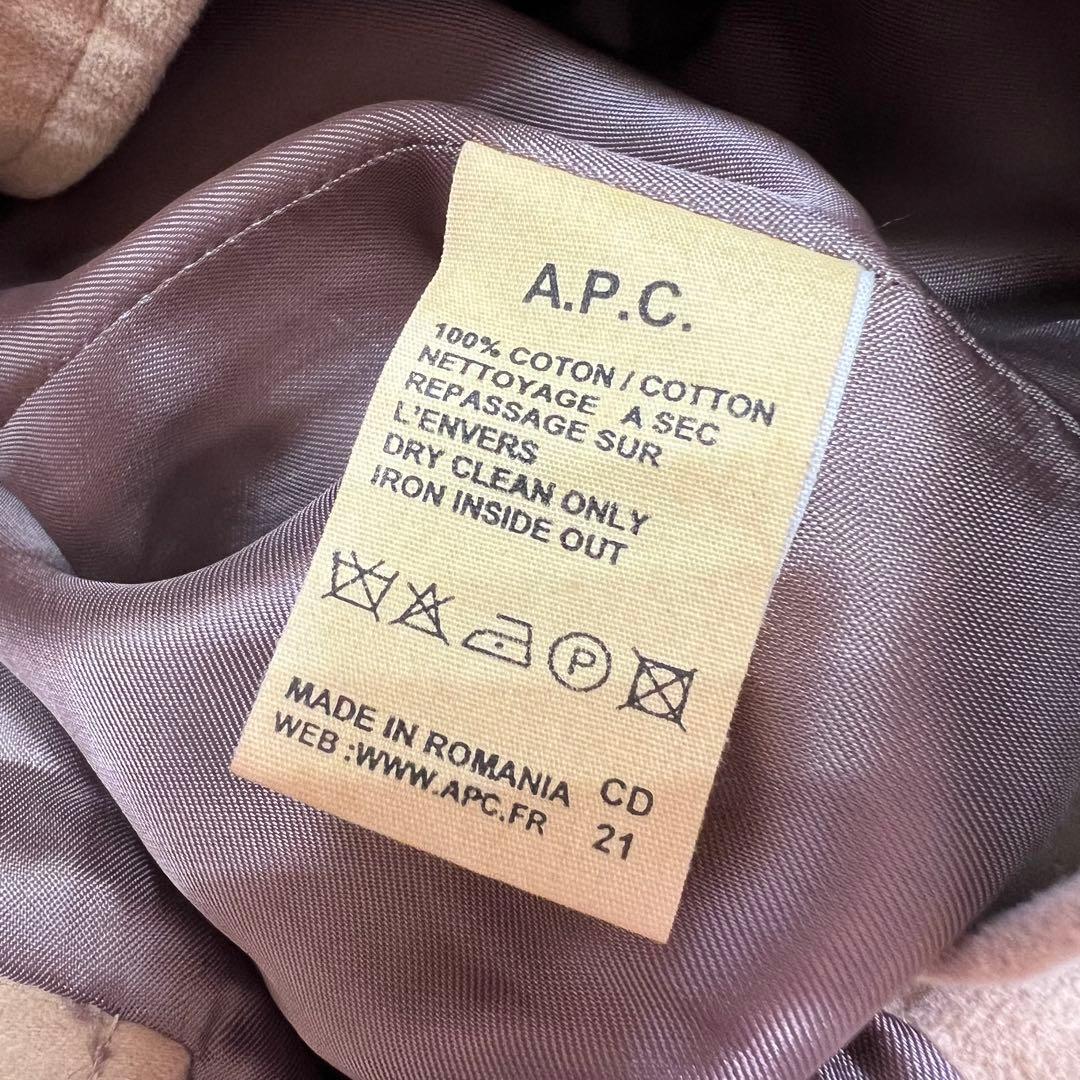 A.P.C.
100% COTON / COTTON
NETTOYAGE A SEC
REPASSAGE SUR
L'ENVERS
DRY CLEAN ONLY
IRON INSIDE OUT
P
MADE IN ROMANIA CD
WEB :WWW.APC.FR 21